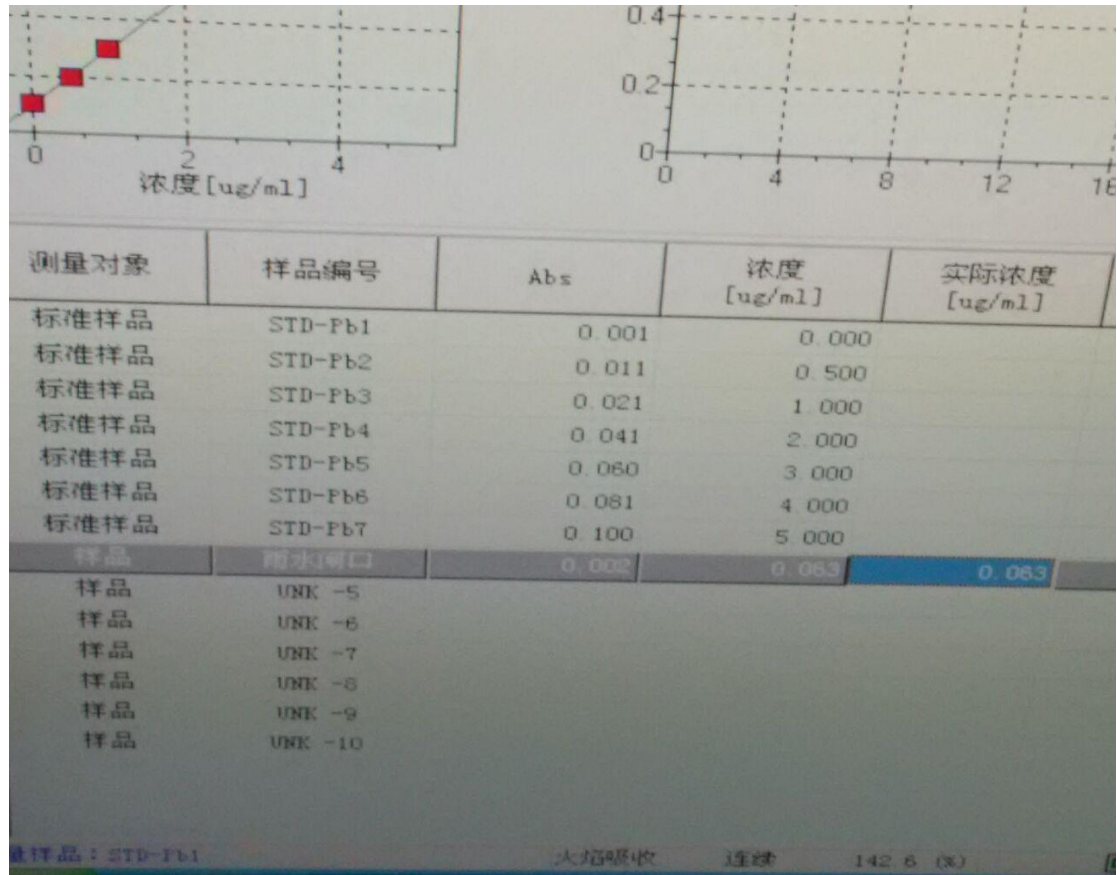 0.4
0.2
0
0 2 4
浓度[ug/ml]
0 4 8 12 16
测量对象 样品编号 Abs 浓度 [ug/ml] 实际浓度 [ug/ml]
标准样品 STD-Pb1 0.001 0.000
标准样品 STD-Pb2 0.011 0.500
标准样品 STD-Pb3 0.021 1.000
标准样品 STD-Pb4 0.041 2.000
标准样品 STD-Pb5 0.060 3.000
标准样品 STD-Pb6 0.081 4.000
标准样品 STD-Pb7 0.100 5.000
样品 雨水闸口 0.002 0.063 0.063
样品 UNK -5
样品 UNK -6
样品 UNK -7
样品 UNK -8
样品 UNK -9
样品 UNK -10
量样品：STD-Pb1 火焰吸收 连续 142.6 (%)